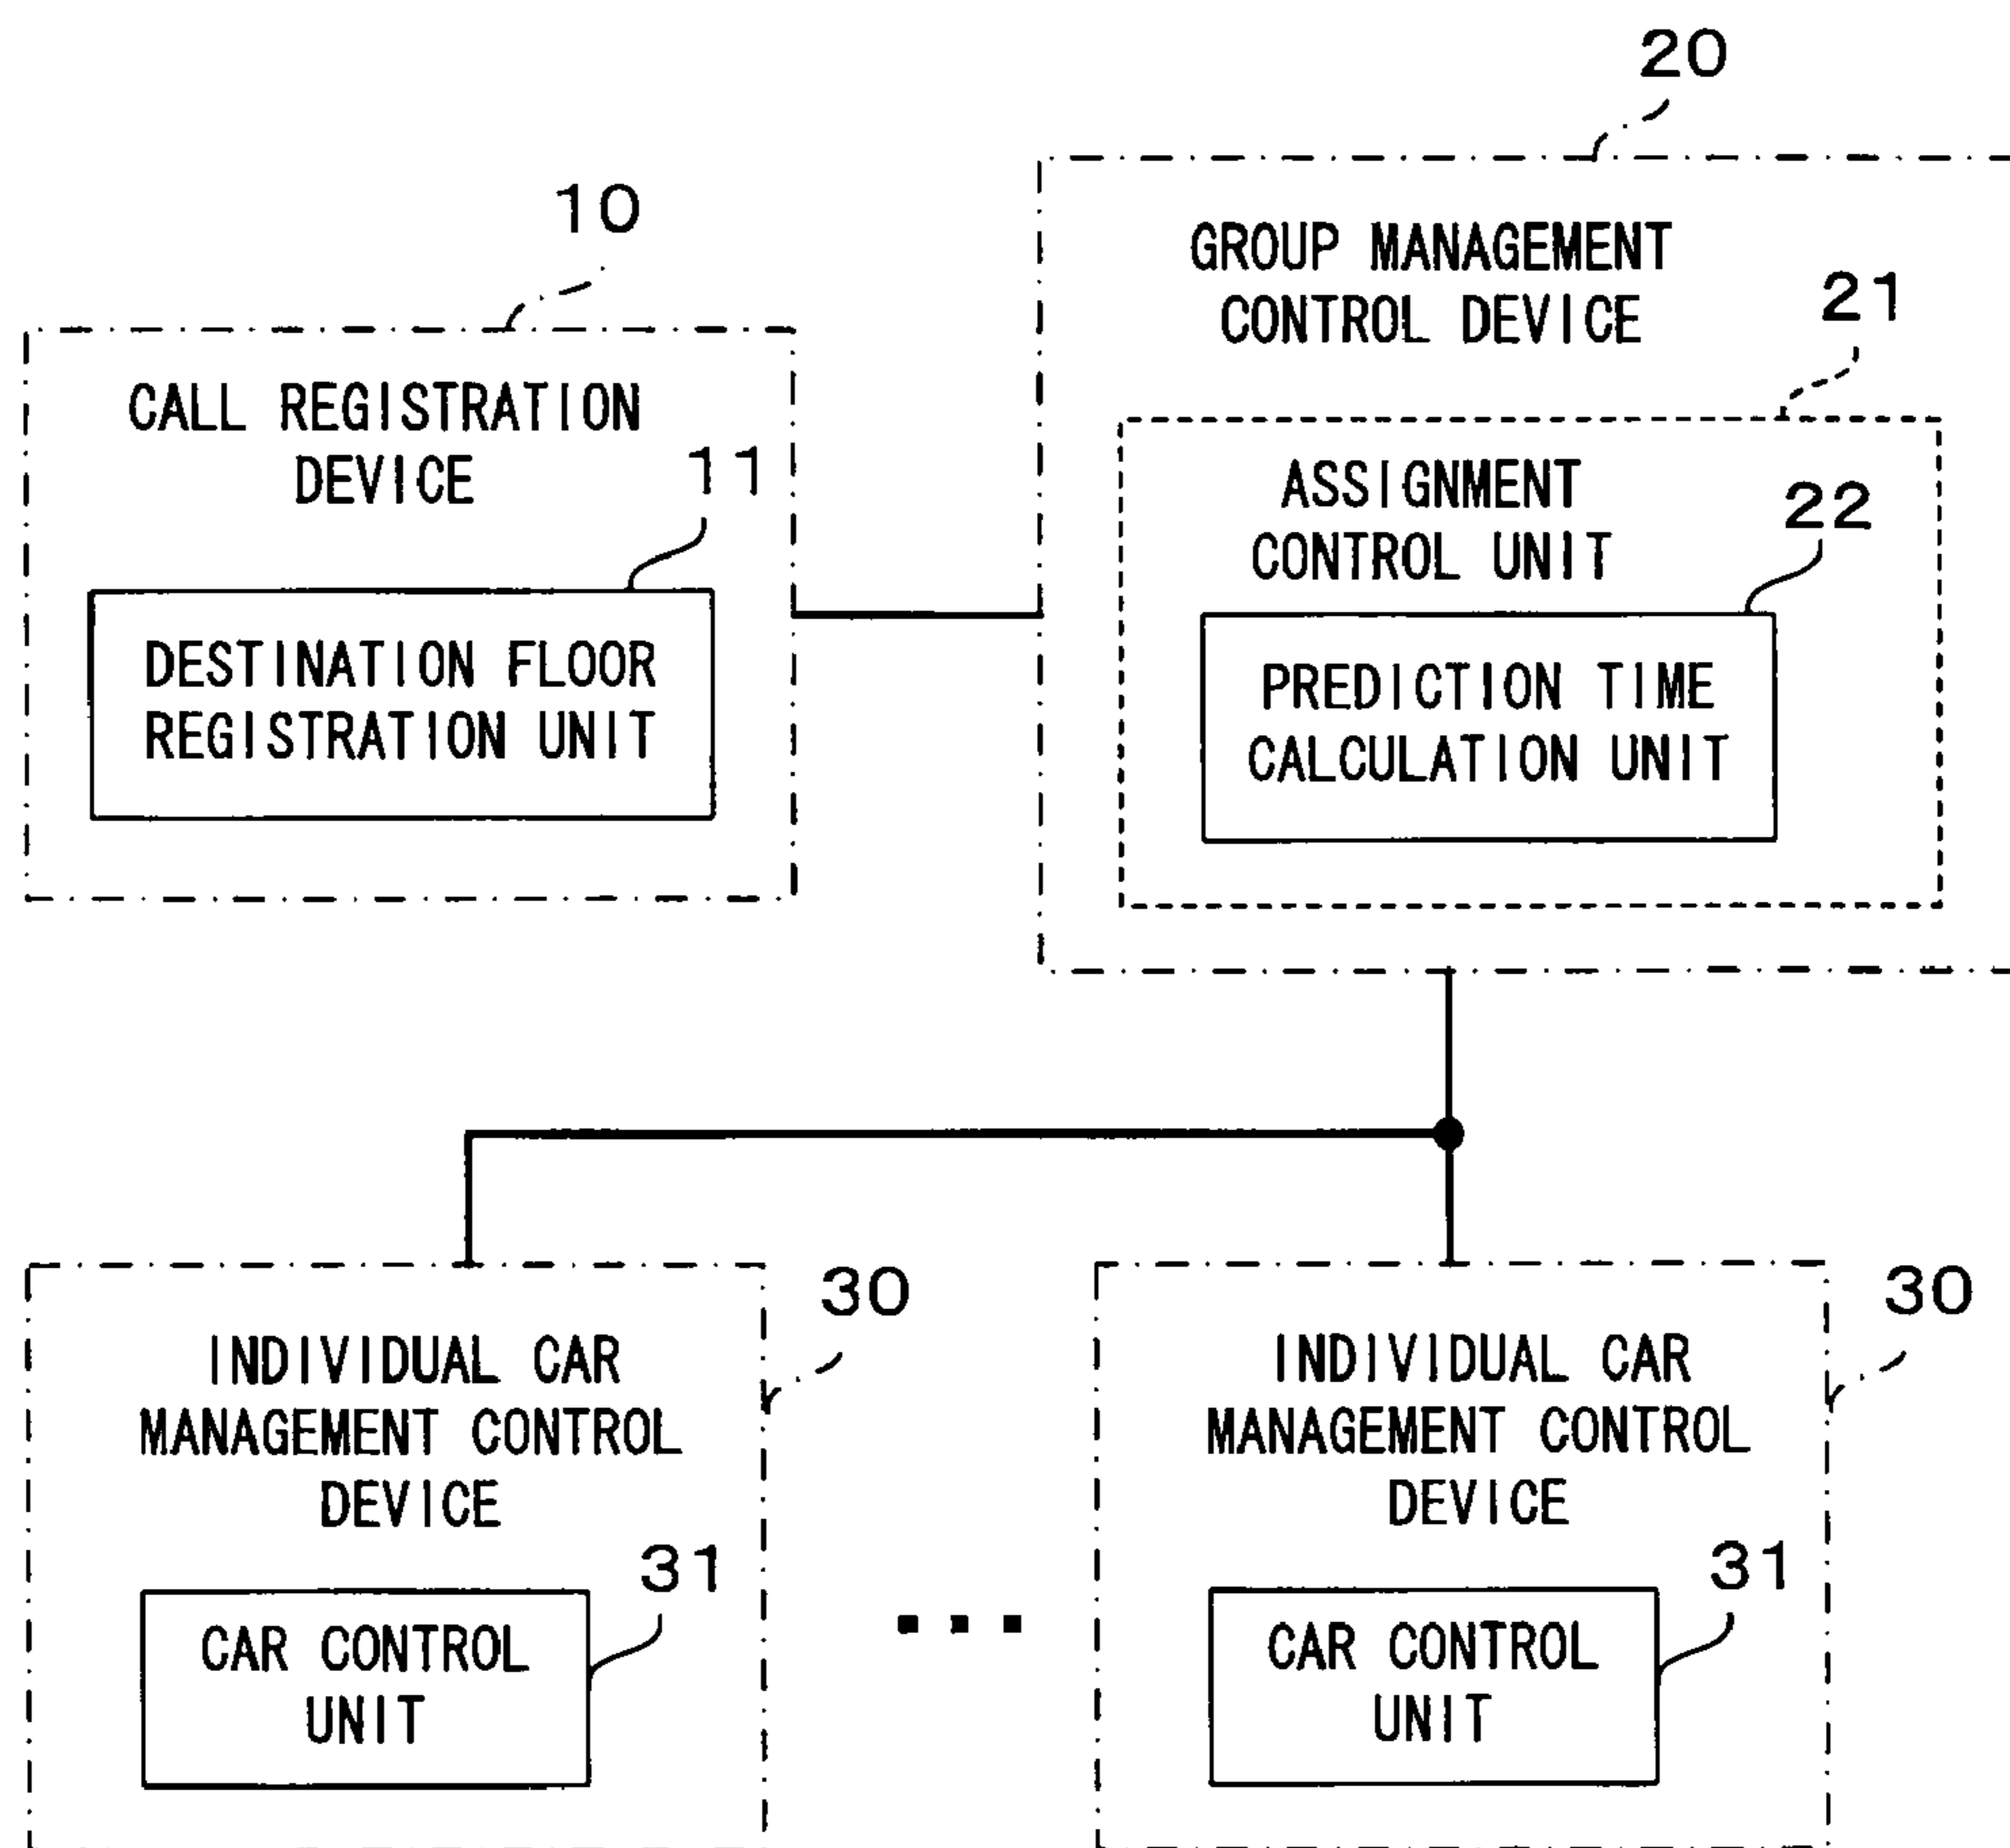 20
10
GROUP MANAGEMENT
CONTROL DEVICE
21
CALL REGISTRATION
DEVICE
11
ASSIGNMENT
CONTROL UNIT
22
DESTINATION FLOOR
REGISTRATION UNIT
PREDICTION TIME
CALCULATION UNIT
30
30
INDIVIDUAL CAR
MANAGEMENT CONTROL
DEVICE
INDIVIDUAL CAR
MANAGEMENT CONTROL
DEVICE
31
31
CAR CONTROL
UNIT
...
CAR CONTROL
UNIT